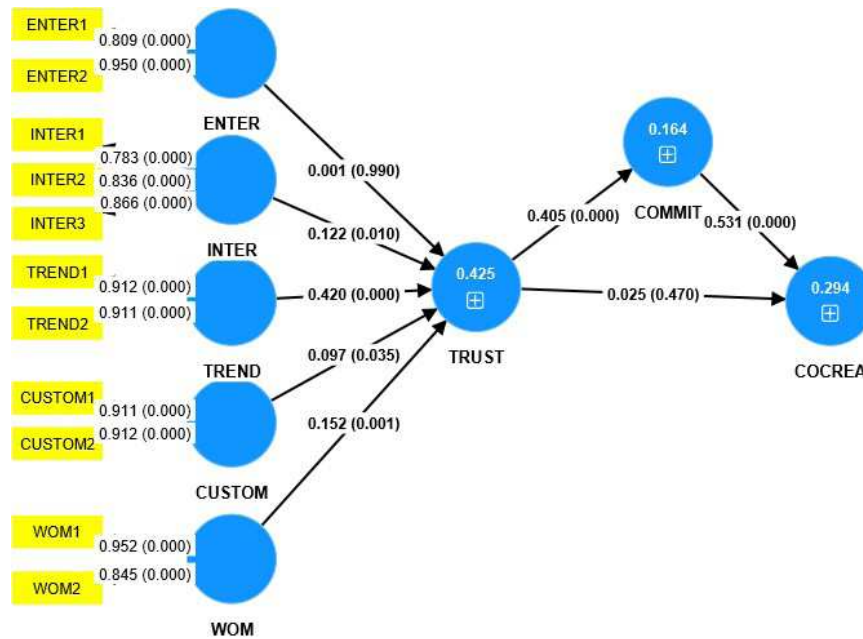 ENTER1
0.809 (0.000)
0.950 (0.000)
ENTER2
ENTER
INTER1
0.783 (0.000)
INTER2
0.836 (0.000)
0.866 (0.000)
INTER3
INTER
TREND1
0.912 (0.000)
0.911 (0.000)
TREND2
TREND
CUSTOM1
0.911 (0.000)
0.912 (0.000)
CUSTOM2
CUSTOM
WOM1
0.952 (0.000)
0.845 (0.000)
WOM2
WOM
0.001 (0.990)
0.122 (0.010)
0.420 (0.000)
0.097 (0.035)
0.152 (0.001)
0.425
TRUST
0.405 (0.000)
0.164
COMMIT
0.531 (0.000)
0.025 (0.470)
0.294
COCREA